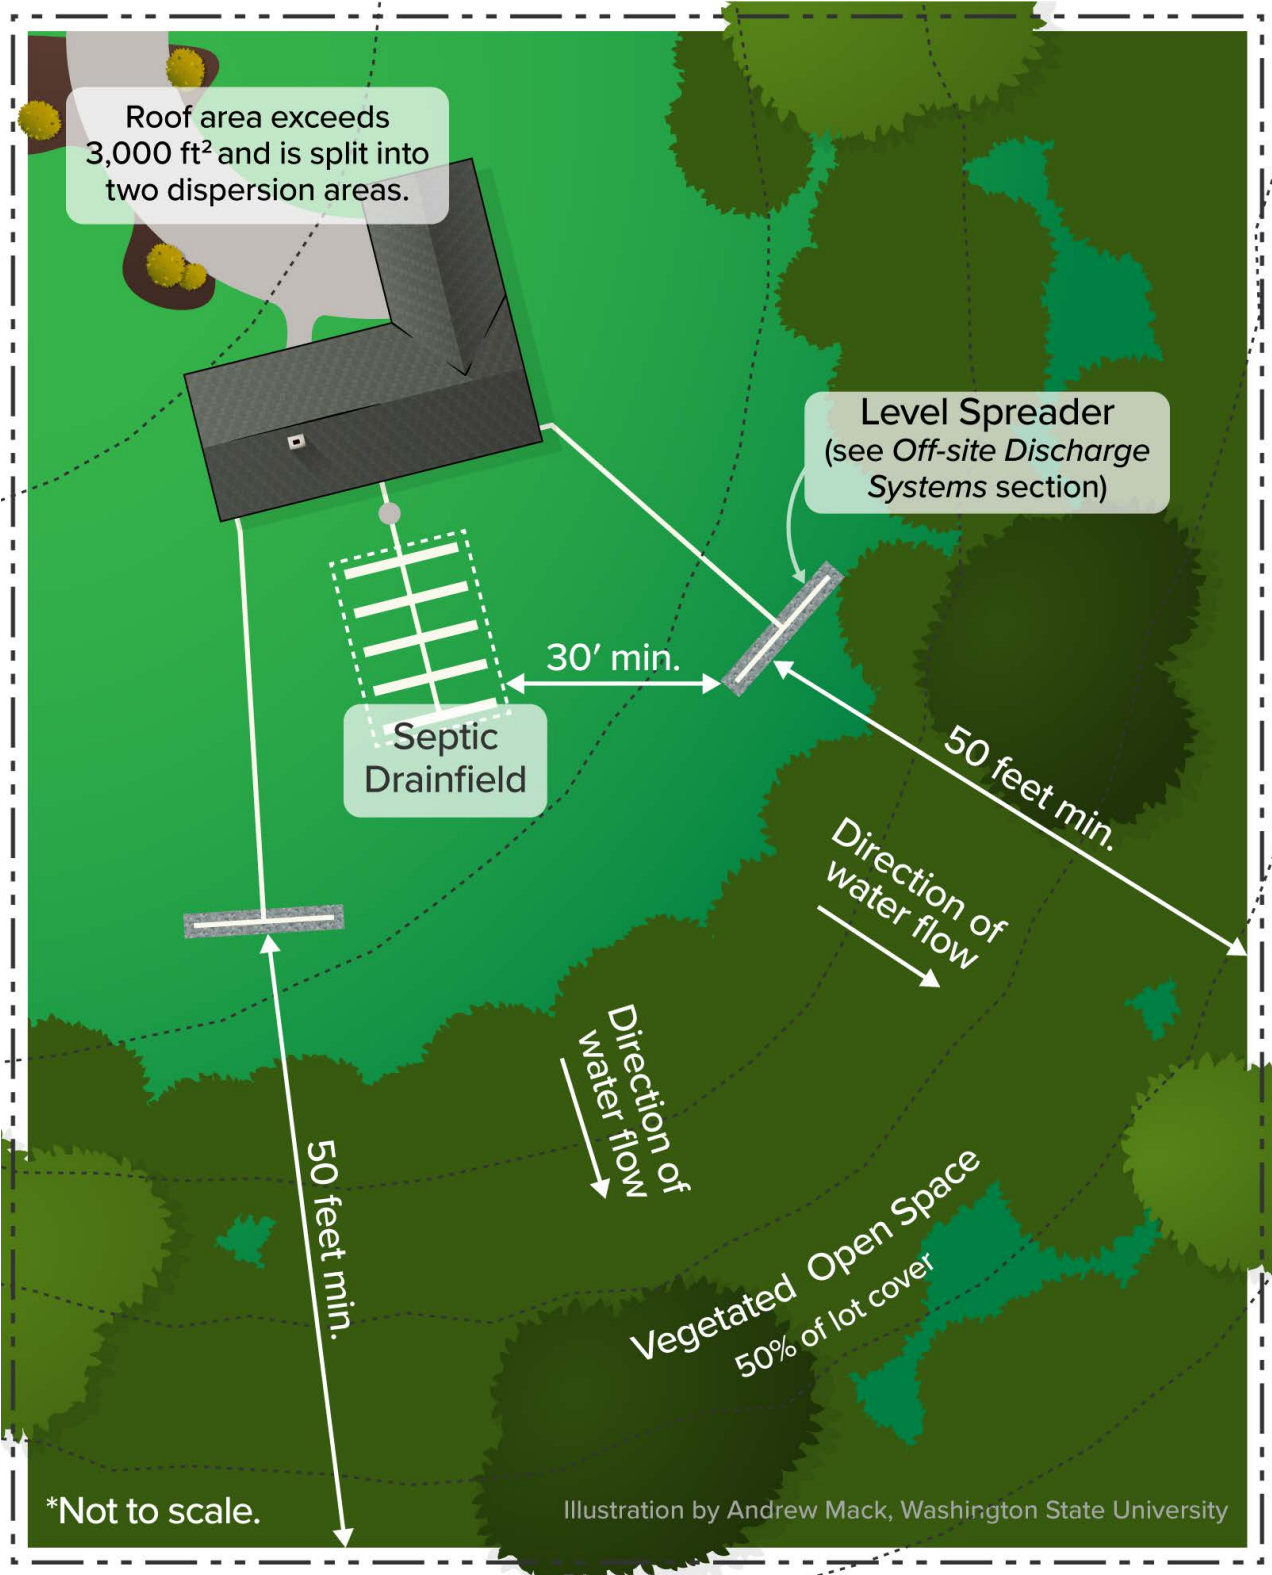 Roof area exceeds
3,000 ft² and is split into
two dispersion areas.
Level Spreader
(see Off-site Discharge
Systems section)
30′ min.
Septic
Drainfield
50 feet min.
Direction of
water flow
Direction of
water flow
50 feet min.
Vegetated Open Space
50% of lot cover
*Not to scale.
Illustration by Andrew Mack, Washington State University